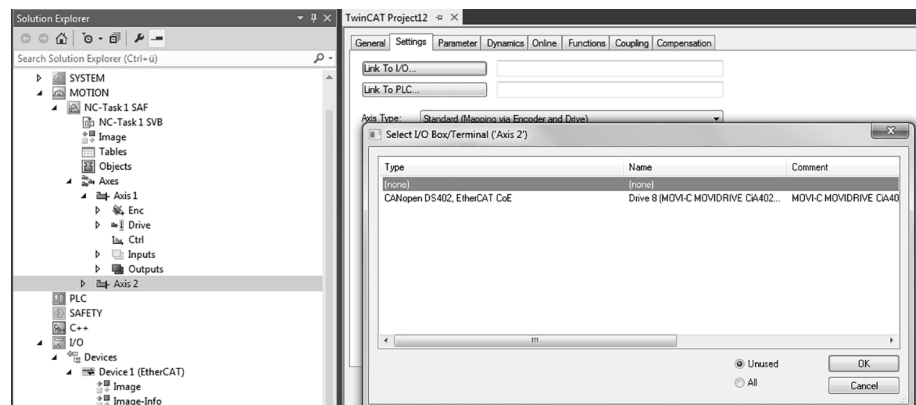 Solution Explorer
Search Solution Explorer (Ctrl+ü)
SYSTEM
MOTION
NC-Task 1 SAF
NC-Task 1 SVB
Image
Tables
Objects
Axes
Axis 1
Enc
Drive
Ctrl
Inputs
Outputs
Axis 2
PLC
SAFETY
C++
I/O
Devices
Device 1 (EtherCAT)
Image
Image-Info
TwinCAT Project12
General Settings Parameter Dynamics Online Functions Coupling Compensation
Link To I/O...
Link To PLC...
Axis Type: Standard (Mapping via Encoder and Drive)
Select I/O Box/Terminal ('Axis 2')
Type Name Comment
(none) (none)
CANopen DS402, EtherCAT CoE Drive 8 (MOVI-C MOVIDRIVE CiA402... MOVI-C MOVIDRIVE CiA40
Unused
All
OK
Cancel